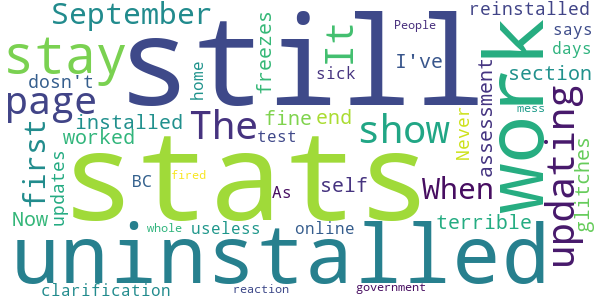 September
still
It
freezes
People
I've
reinstalled
says
days
stay
dosn't
home
sick
work
section
page
installed
worked
The
test
fine
end
show
Never
assessment
mess
updating
glitches
first
updates
Now
stats
BC
fired
As
self
When
terrible
uninstalled
whole
useless
online
clarification
reaction
government